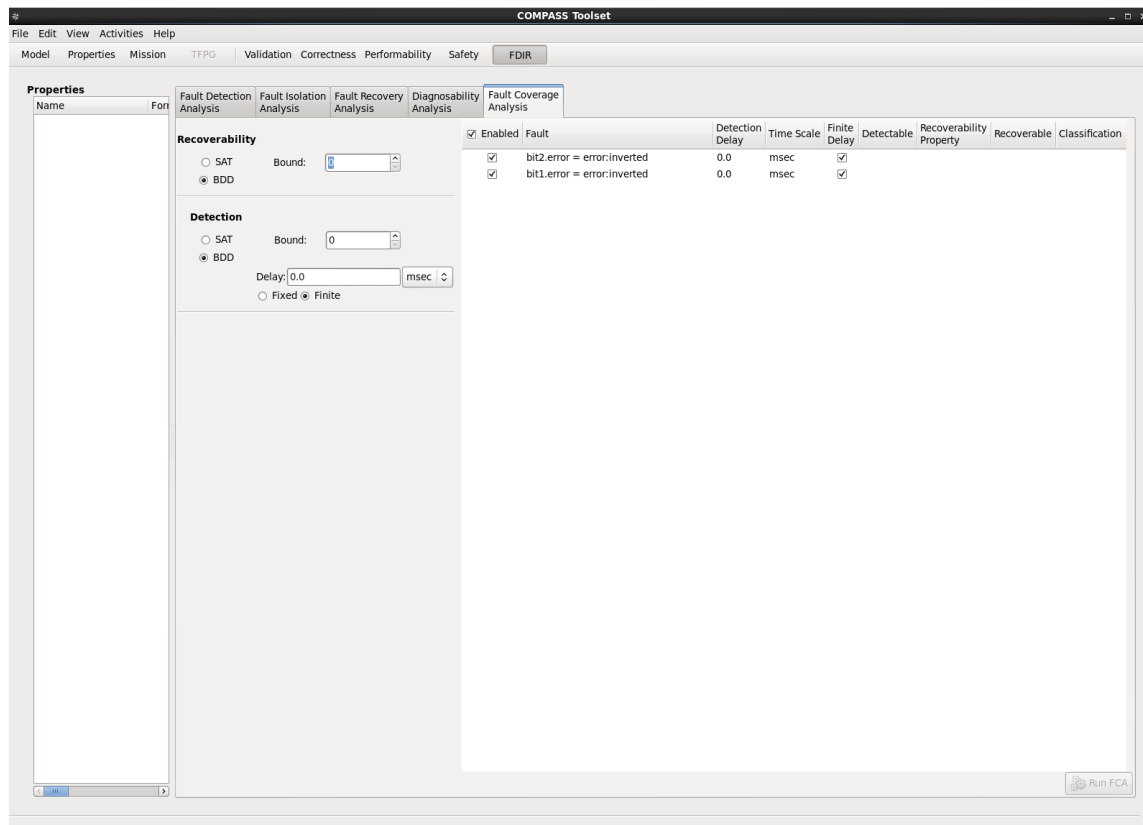 COMPASS Toolset
File Edit View Activities Help
Model Properties Mission TFPG Validation Correctness Performability Safety FDIR
Properties
Name Forr
Fault Detection Analysis
Fault Isolation Analysis
Fault Recovery Analysis
Diagnosability Analysis
Fault Coverage Analysis
Recoverability
SAT Bound: 0
BDD
Detection
SAT Bound: 0
BDD
Delay: 0.0 msec
Fixed Finite
Enabled Fault Detection Delay Time Scale Finite Delay Detectable Recoverability Property Recoverable Classification
bit2.error = error:inverted 0.0 msec
bit1.error = error:inverted 0.0 msec
Run FCA